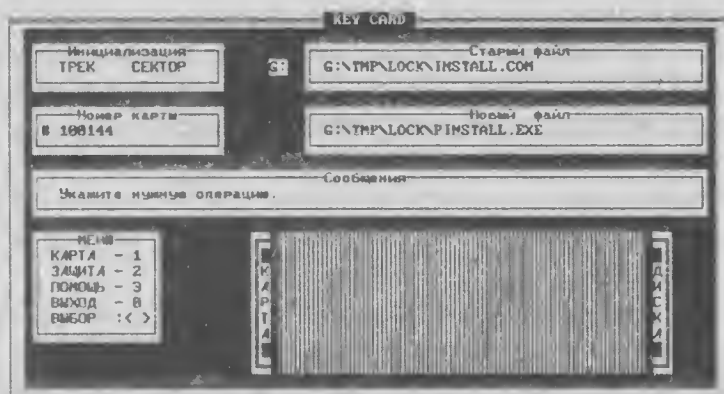 KEY CARD
Инициализация
ТРЕК СЕКТОР
G:
Старый файл
G:\TMP\LOCK\INSTALL.COM
Номер карты
# 100144
Новый файл
G:\TMP\LOCK\PINSTALL.EXE
Сообщения
Укажите нужную операцию.
МЕНЮ
КАРТА - 1
ЗАЩИТА - 2
ПОМОЩЬ - 3
ВЫХОД - 0
ВЫБОР :< >
КАРТА
ДИСКА